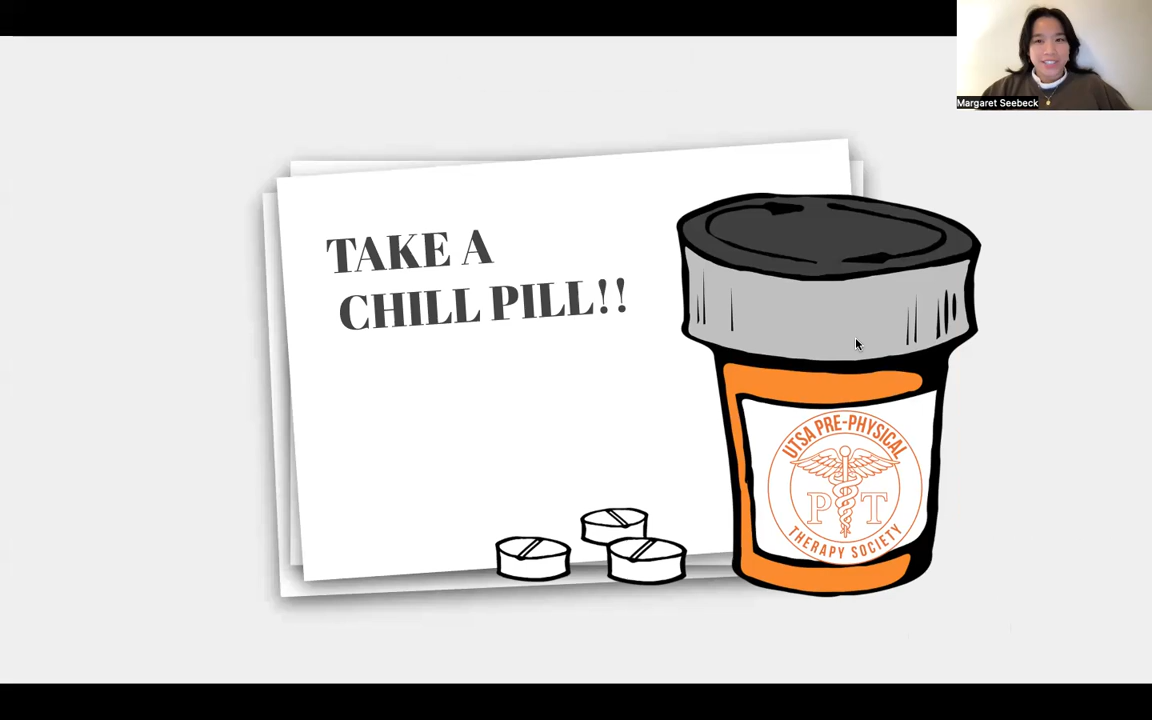 Margaret Seebeck
TAKE A
CHILL PILL!!
UTSA PRE-PHYSICAL
P T
THERAPY SOCIETY